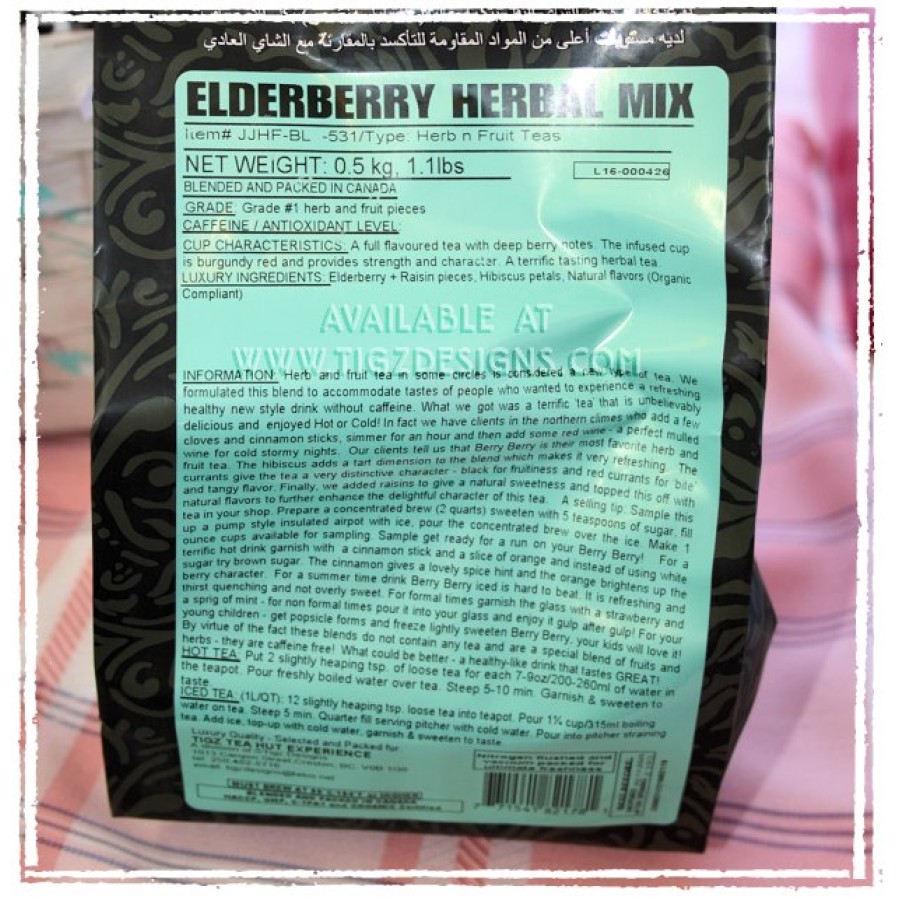 لديه مستويات أعلى من المواد المقاومة للتأكسد بالمقارنة مع الشاي العادي
ELDERBERRY HERBAL MIX
Item# JJHF-BL -531/Type: Herb n Fruit Teas
NET WEIGHT: 0.5 kg, 1.1lbs
L16-000426
BLENDED AND PACKED IN CANADA
GRADE: Grade #1 herb and fruit pieces
CAFFEINE / ANTIOXIDANT LEVEL:
CUP CHARACTERISTICS: A full flavoured tea with deep berry notes. The infused cup
is burgundy red and provides strength and character. A terrific tasting herbal tea.
LUXURY INGREDIENTS: Elderberry + Raisin pieces, Hibiscus petals, Natural flavors (Organic
Compliant)
AVAILABLE AT
WWW.TIGZDESIGNS.COM
INFORMATION: Herb and fruit tea in some circles is considered a new type of tea. We
formulated this blend to accommodate tastes of people who wanted to experience a refreshing
healthy new style drink without caffeine. What we got was a terrific 'tea' that is unbelievably
delicious and enjoyed Hot or Cold! In fact we have clients in the northern climes who add a few
cloves and cinnamon sticks, simmer for an hour and then add some red wine - a perfect mulled
wine for cold stormy nights. Our clients tell us that Berry Berry is their most favorite herb and
fruit tea. The hibiscus adds a tart dimension to the blend which makes it very refreshing. The
currants give the tea a very distinctive character - black for fruitiness and red currants for bite'
and tangy flavor. Finally, we added raisins to give a natural sweetness and topped this off with
natural flavors to further enhance the delightful character of this tea. A selling tip: Sample this
tea in your shop. Prepare a concentrated brew (2 quarts) sweeten with 5 teaspoons of sugar, fill
up a pump style insulated airpot with ice, pour the concentrated brew over the ice. Make 1
ounce cups available for sampling. Sample get ready for a run on your Berry Berry! For a
terrific hot drink garnish with a cinnamon stick and a slice of orange and instead of using white
sugar try brown sugar. The cinnamon gives a lovely spice hint and the orange brightens up the
berry character. For a summer time drink Berry Berry iced is hard to beat. It is refreshing and
thirst quenching and not overly sweet. For formal times garnish the glass with a strawberry and
a sprig of mint - for non formal times pour it into your glass and enjoy it gulp after gulp! For your
young children - get popsicle forms and freeze lightly sweeten Berry Berry, your kids will love it!
By virtue of the fact these blends do not contain any tea and are a special blend of fruits and
herbs - they are caffeine free! What could be better - a healthy-like drink that tastes GREAT!
HOT TEA: Put 2 slightly heaping tsp. of loose tea for each 7-9oz/200-260ml of water in
the teapot. Pour freshly boiled water over tea. Steep 5-10 min. Garnish & sweeten to
taste.
ICED TEA: (1L/QT): 12 slightly heaping tsp. loose tea into teapot. Pour 1¼ cup/315ml boiling
water on tea. Steep 5 min. Quarter fill serving pitcher with cold water. Pour into pitcher straining
tea. Add ice, top-up with cold water, garnish & sweeten to taste.
Luxury Quality - Selected and Packed for:
TIGZ TEA HUT EXPERIENCE
Nitrogen flushed and
vacuum packed for
ultimate freshness
BLENDED AND PACKED IN CANADA